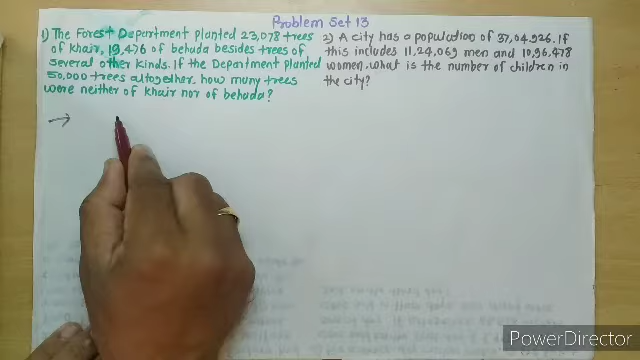 Problem Set 13
1) The Forest Department planted 23,078 trees
of khair, 19,476 of behada besides trees of
several other kinds. If the Department planted
50,000 trees altogether. how many trees
were neither of khair nor of behada?
2) A city has a population of 37,04,926. If
this includes 11,24,069 men and 10,96,478
women. what is the number of children in
the city?
PowerDirector